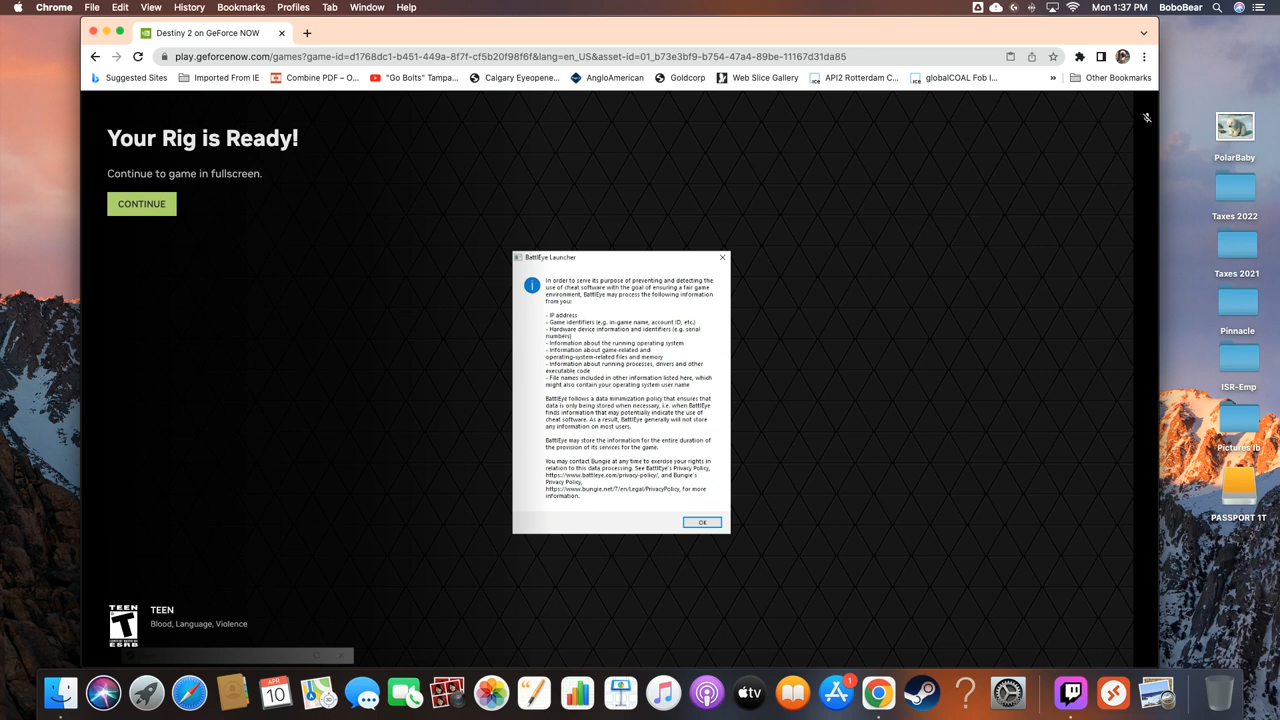 Chrome File Edit View History Bookmarks Profiles Tab Window Help
Mon 1:37 PM BoboBear
Destiny 2 on GeForce NOW
play.geforcenow.com/games?game-id=d1768dc1-b451-449a-8f7f-cf5b20f98f6f&lang=en_US&asset-id=01_b73e3bf9-b754-47a4-89be-11167d31da85
Suggested Sites Imported From IE Combine PDF – O... "Go Bolts" Tampa... Calgary Eyeopene... AngloAmerican Goldcorp Web Slice Gallery API2 Rotterdam C... globalCOAL Fob I... » Other Bookmarks
Your Rig is Ready!
Continue to game in fullscreen.
CONTINUE
BattlEye Launcher
In order to serve its purpose of preventing and detecting the
use of cheat software with the goal of ensuring a fair game
environment, BattlEye may process the following information
from you:
- IP address
- Game identifiers (e.g. in-game name, account ID, etc.)
- Hardware device information and identifiers (e.g. serial
numbers)
- Information about the running operating system
- Information about game-related and
operating-system-related files and memory
- Information about running processes, drivers and other
executable code
- File names included in other information listed here, which
might also contain your operating system user name
BattlEye follows a data minimization policy that ensures that
data is only being stored when necessary, i.e. when BattlEye
finds information that may potentially indicate the use of
cheat software. As a result, BattlEye generally will not store
any information on most users.
BattlEye may store the information for the entire duration of
the provision of its services for the game.
You may contact Bungie at any time to exercise your rights in
relation to this data processing. See BattlEye's Privacy Policy,
https://www.battleye.com/privacy-policy/, and Bungie's
Privacy Policy,
https://www.bungie.net/7/en/Legal/PrivacyPolicy, for more
information.
OK
TEEN
T
ESRB
TEEN
Blood, Language, Violence
PolarBaby
Taxes 2022
Taxes 2021
Pinnacle
ISR-Emp
Pictures Ib
PASSPORT 1T
APR
10
tv
1